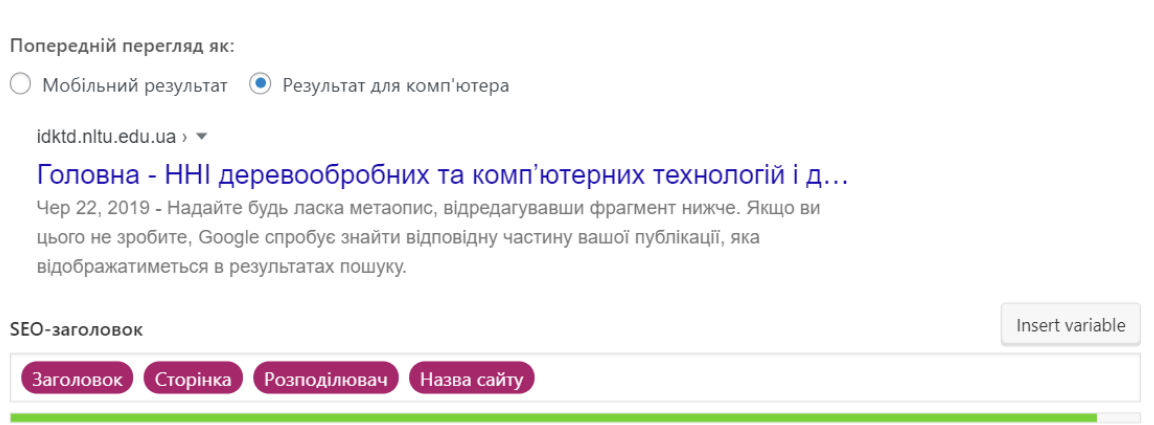 Попередній перегляд як:
Мобільний результат Результат для комп'ютера
idktd.nltu.edu.ua ›
Головна - ННІ деревообробних та комп’ютерних технологій і д...
Чер 22, 2019 - Надайте будь ласка метаопис, відредагувавши фрагмент нижче. Якщо ви
цього не зробите, Google спробує знайти відповідну частину вашої публікації, яка
відображатиметься в результатах пошуку.
SEO-заголовок Insert variable
Заголовок Сторінка Розподілювач Назва сайту